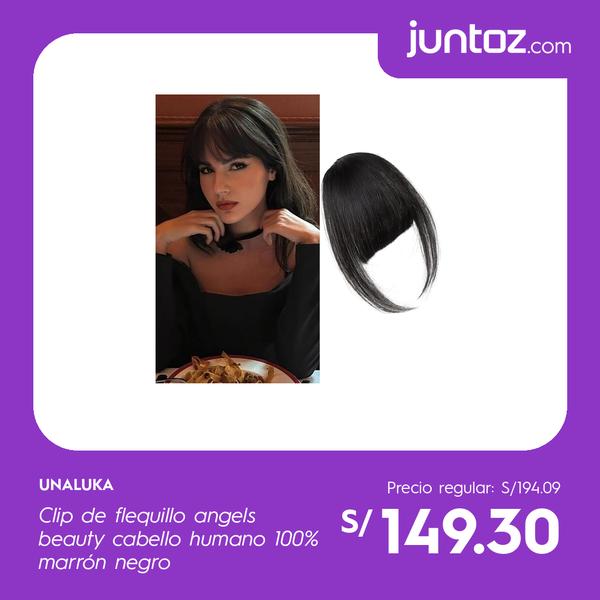 juntoz.com
UNALUKA
Clip de flequillo angels
beauty cabello humano 100%
marrón negro
Precio regular: S/194.09
S/149.30